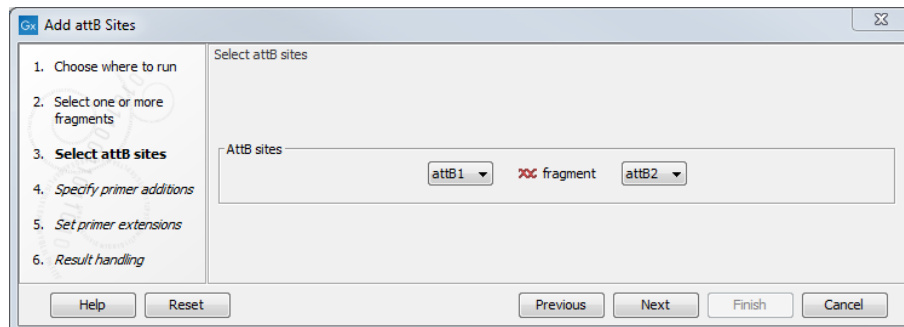 Gx Add attB Sites
1. Choose where to run
2. Select one or more
fragments
3. Select attB sites
4. Specify primer additions
5. Set primer extensions
6. Result handling
Select attB sites
AttB sites
attB1 fragment attB2
Help Reset Previous Next Finish Cancel